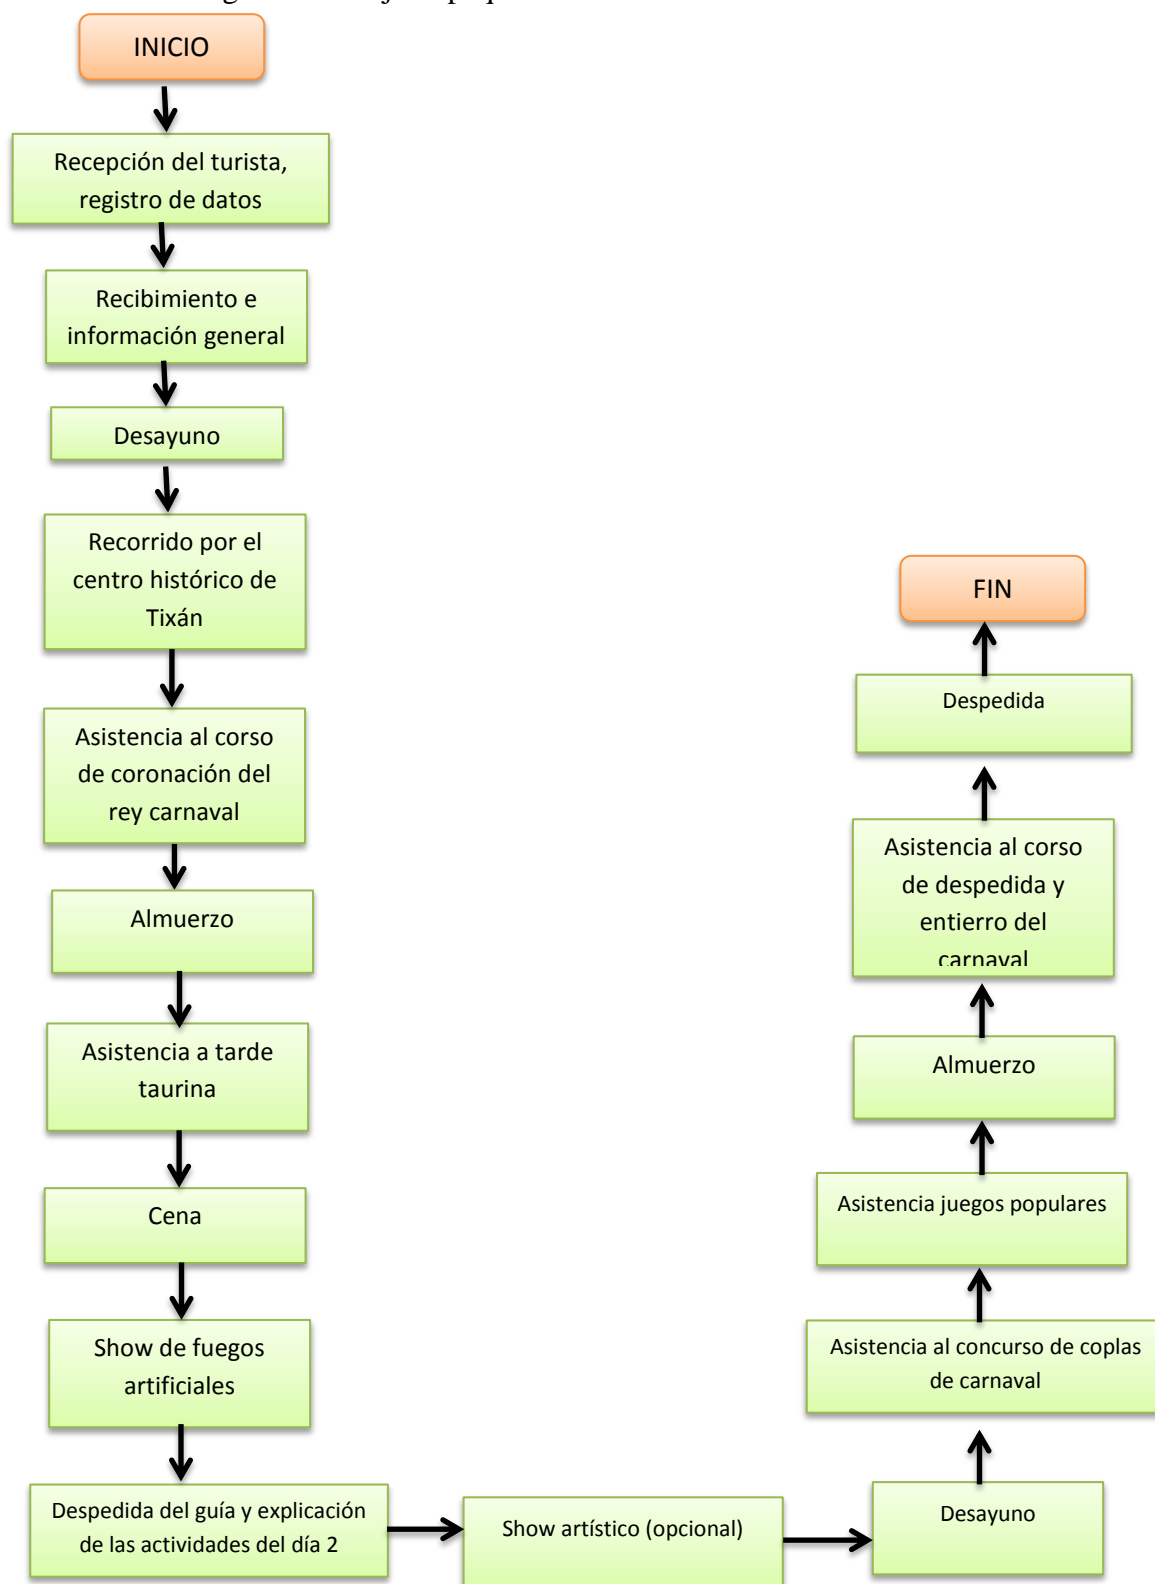 INICIO
Recepción del turista,
registro de datos
Recibimiento e
información general
Desayuno
Recorrido por el
centro histórico de
Tixán
Asistencia al corso
de coronación del
rey carnaval
Almuerzo
Asistencia a tarde
taurina
Cena
Show de fuegos
artificiales
Despedida del guía y explicación
de las actividades del día 2
Show artístico (opcional)
Desayuno
Asistencia al concurso de coplas
de carnaval
Asistencia juegos populares
Almuerzo
Asistencia al corso
de despedida y
entierro del
carnaval
Despedida
FIN